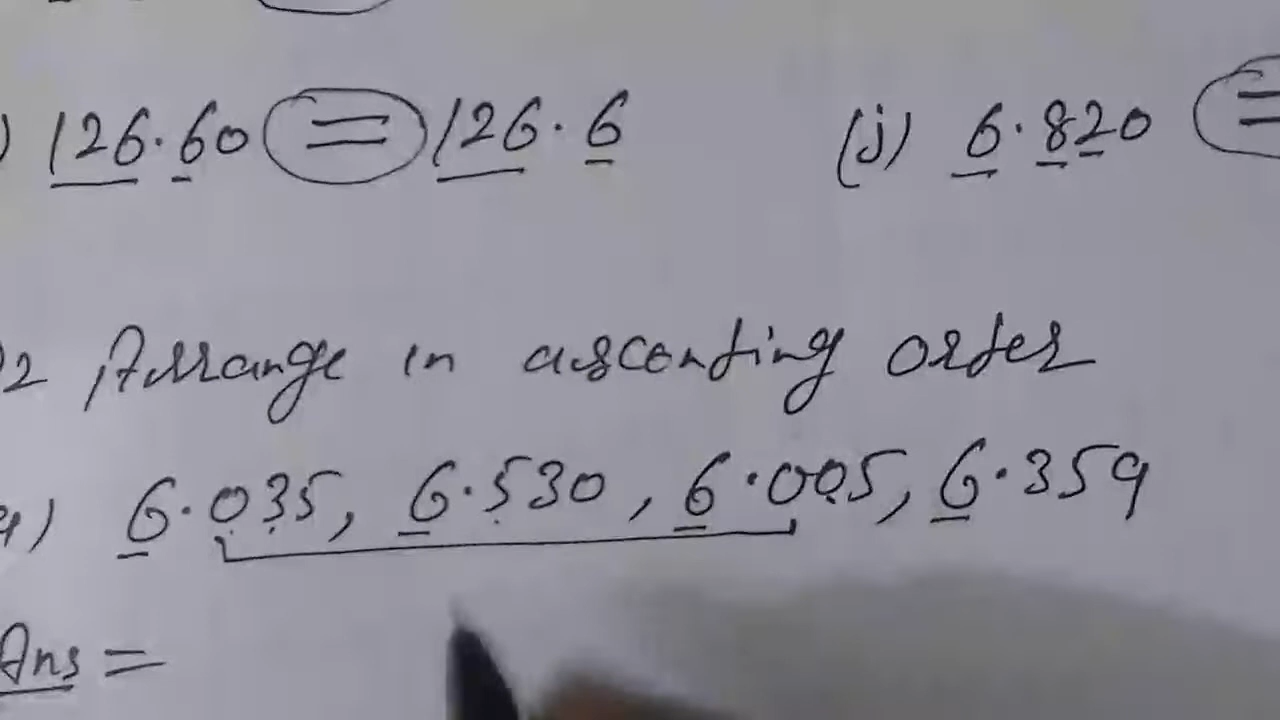 ) 126.60 = 126.6 (j) 6.820 =
2 Arrange in ascending order
a) 6.035, 6.530, 6.005, 6.359
Ans =